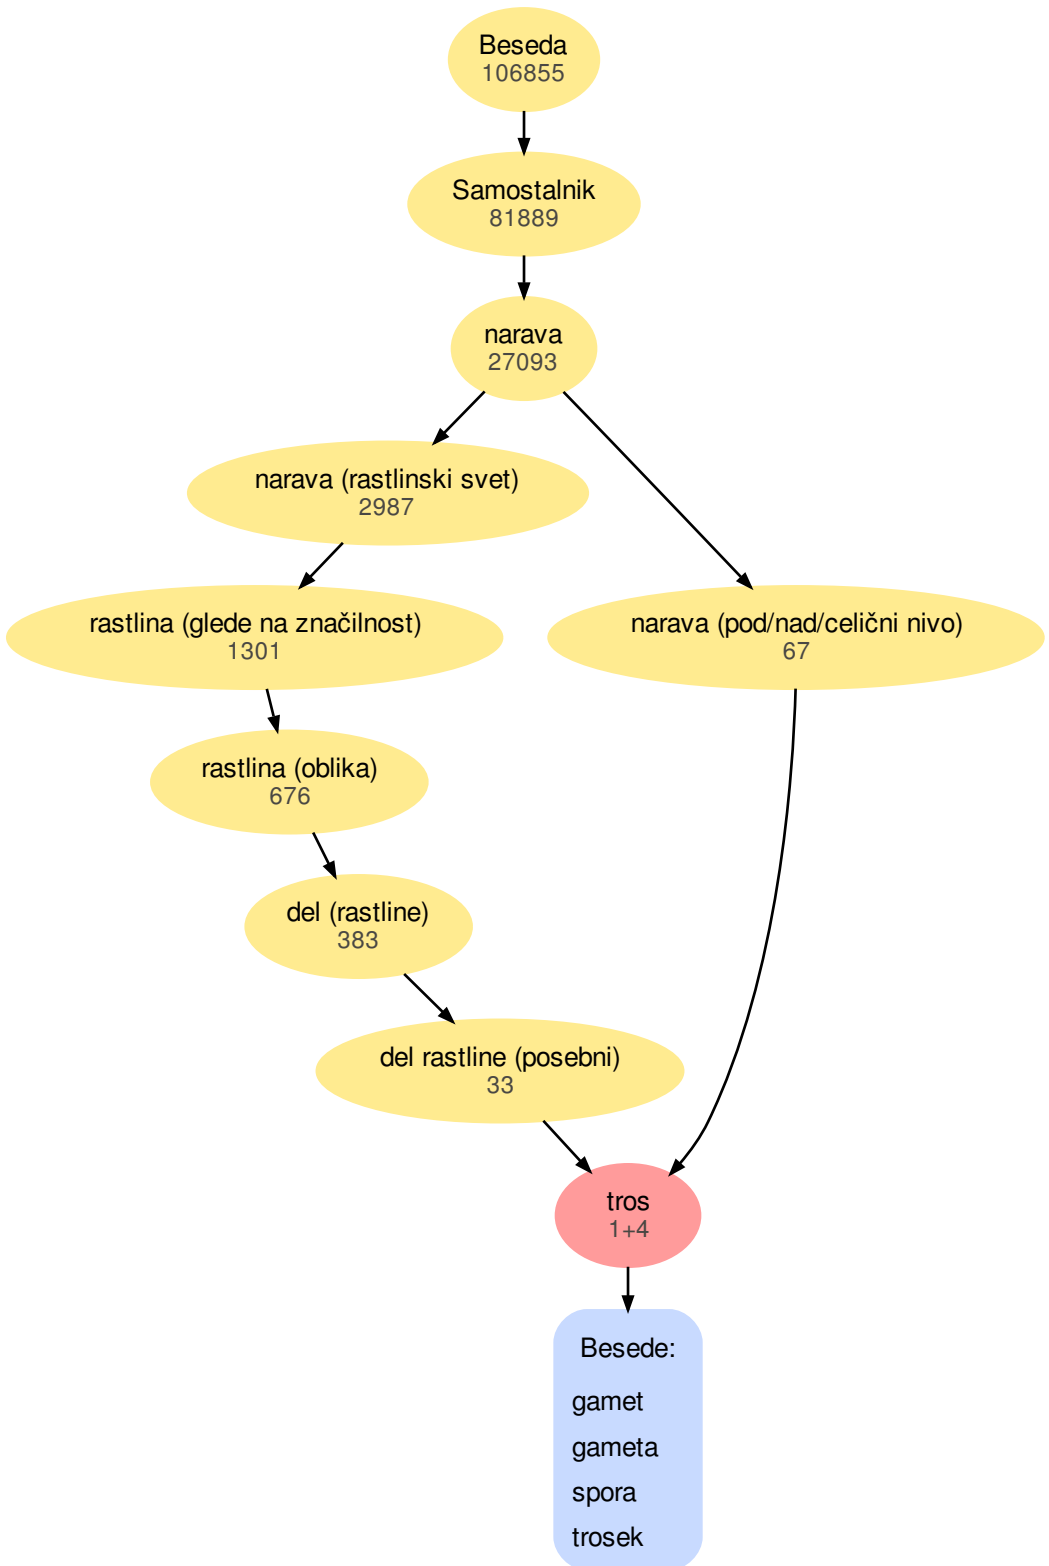 Beseda
106855
Samostalnik
81889
narava
27093
narava (rastlinski svet)
2987
rastlina (glede na značilnost)
1301
narava (pod/nad/celični nivo)
67
rastlina (oblika)
676
del (rastline)
383
del rastline (posebni)
33
tros
1+4
Besede:
gamet
gameta
spora
trosek